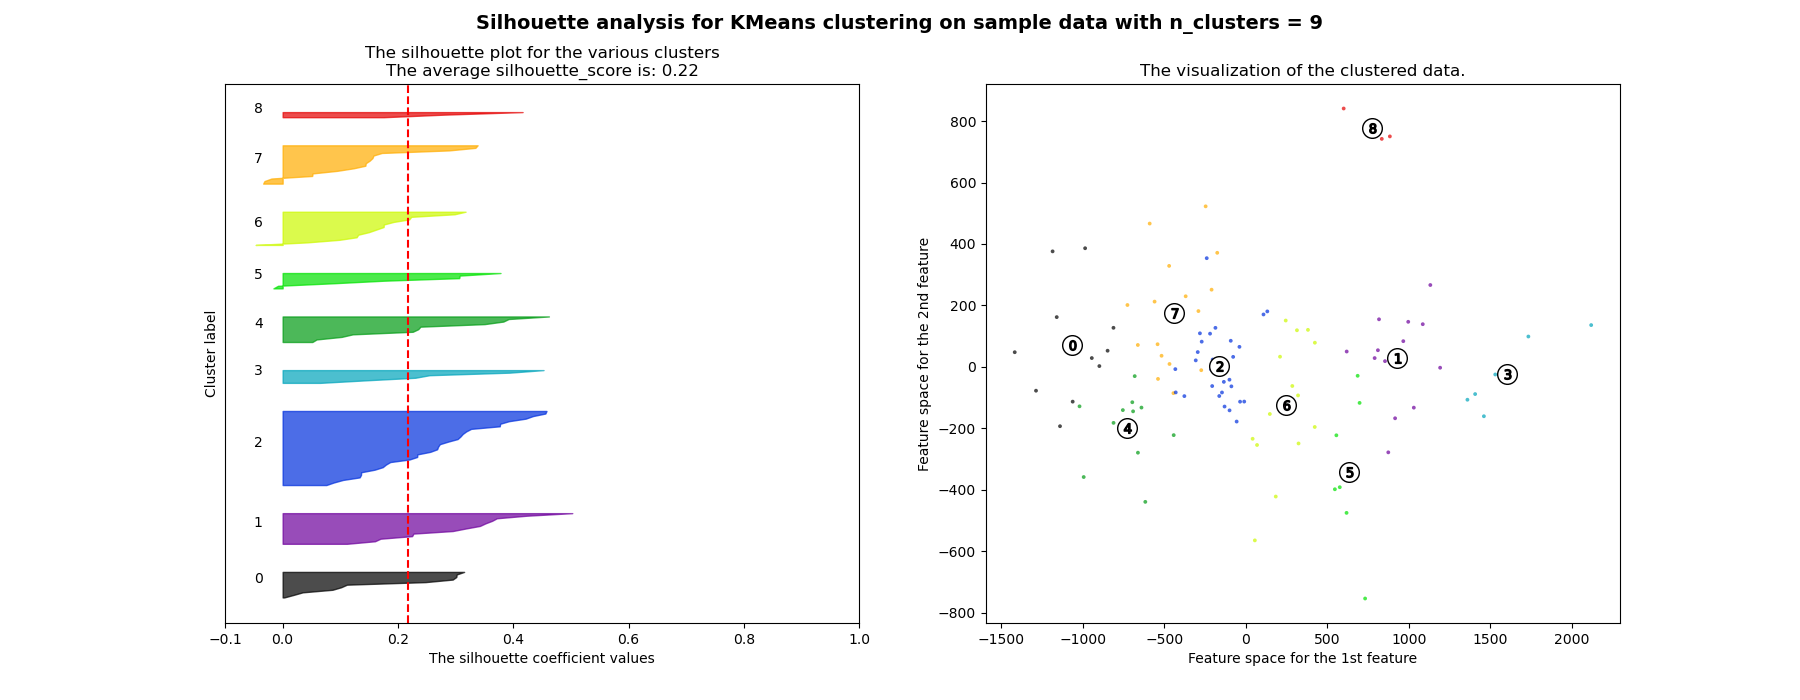 Silhouette analysis for KMeans clustering on sample data with n_clusters = 9
The silhouette plot for the various clusters
The average silhouette_score is: 0.22
8
7
6
5
4
3
2
1
0
Cluster label
−0.1 0.0 0.2 0.4 0.6 0.8 1.0
The silhouette coefficient values
The visualization of the clustered data.
800
600
400
200
0
−200
−400
−600
−800
Feature space for the 2nd feature
8
7
0
1
2
3
6
4
5
−1500 −1000 −500 0 500 1000 1500 2000
Feature space for the 1st feature